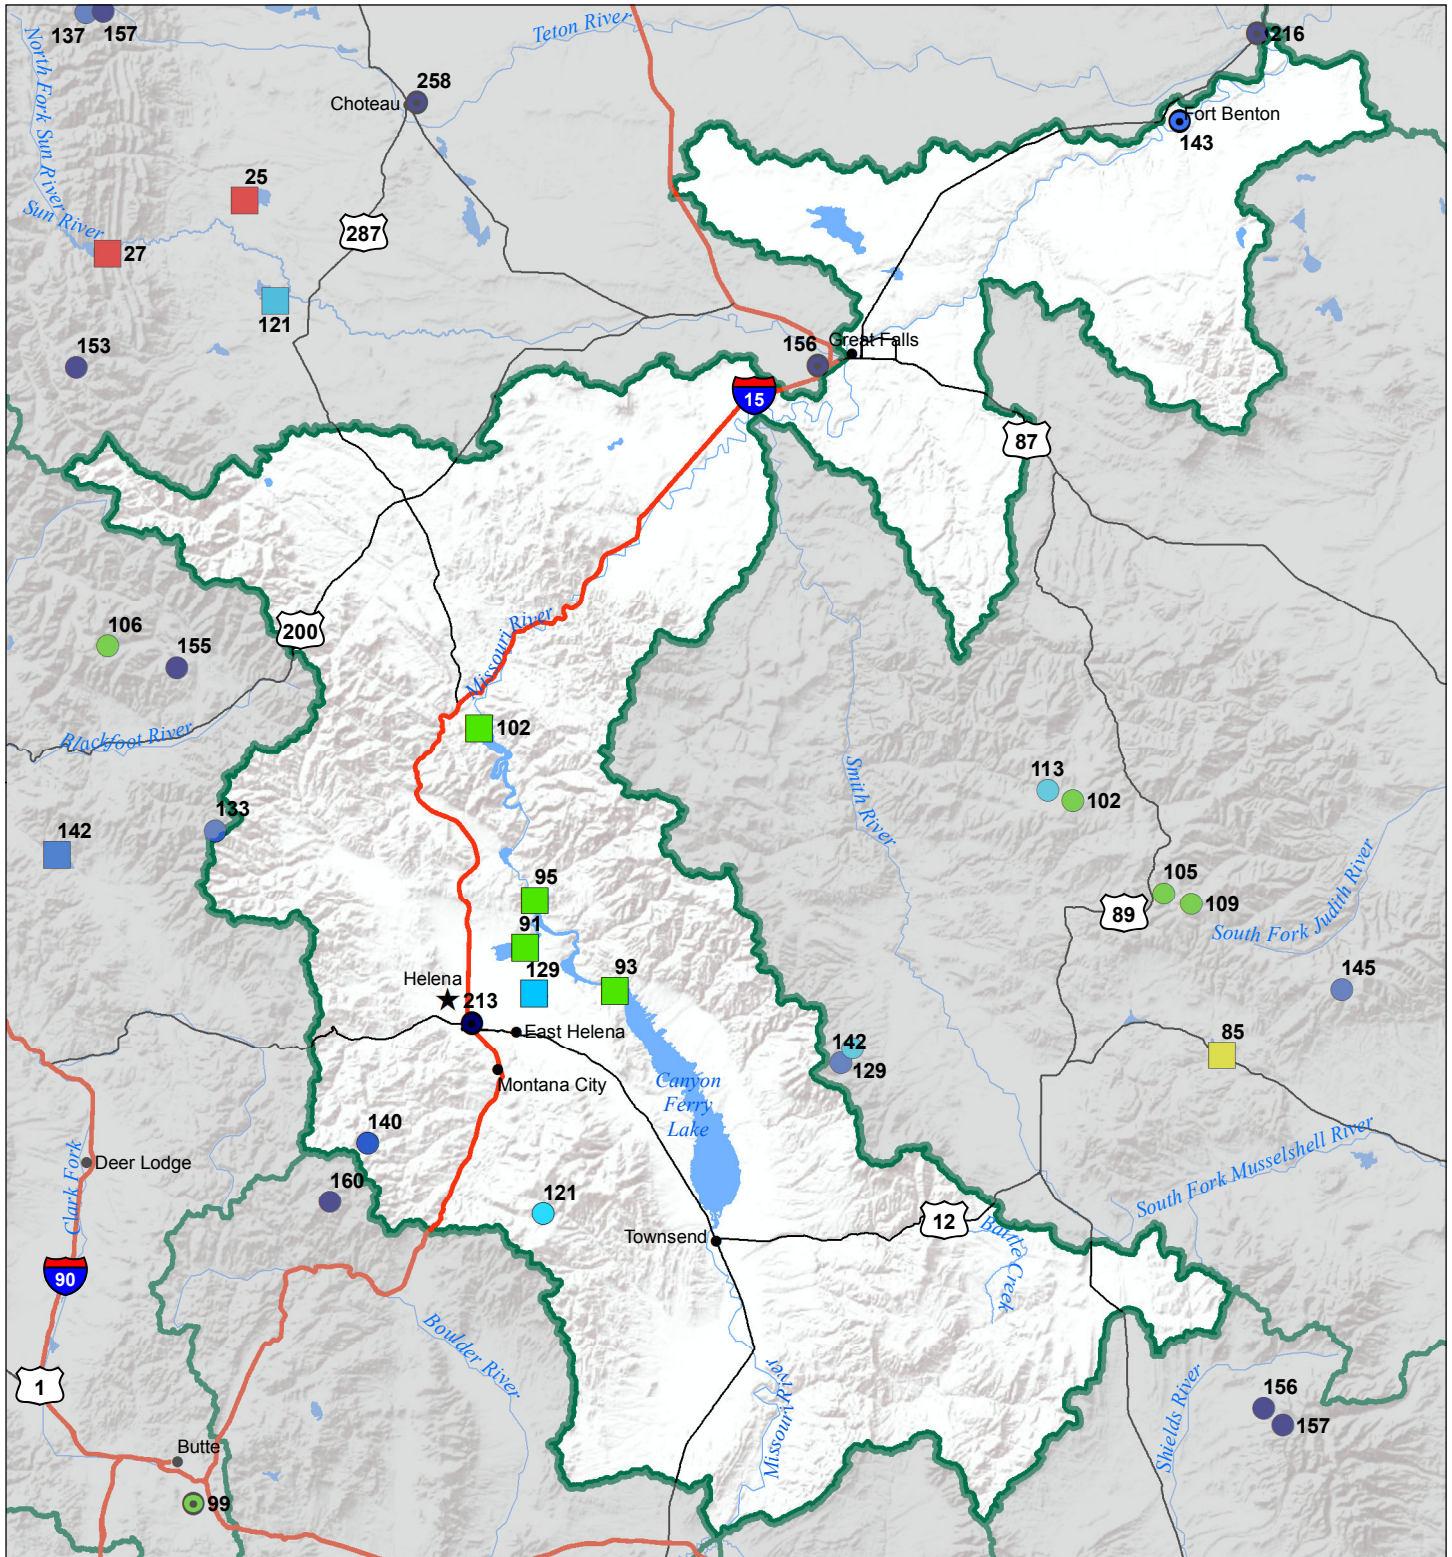 137
157
Teton River
216
258
Choteau
Fort Benton
143
North Fork Sun River
25
Sun River
287
27
121
153
156
Great Falls
15
87
106
155
200
Missouri River
Blackfoot River
102
113
102
Smith River
133
142
95
105
109
89
South Fork Judith River
91
129
93
145
Helena
213
East Helena
142
129
85
Montana City
Canyon
Ferry
Lake
140
Deer Lodge
Clark Fork
160
121
South Fork Musselshell River
Townsend
12
Battle Creek
90
Boulder River
Missouri River
1
Shields River
156
157
Butte
99